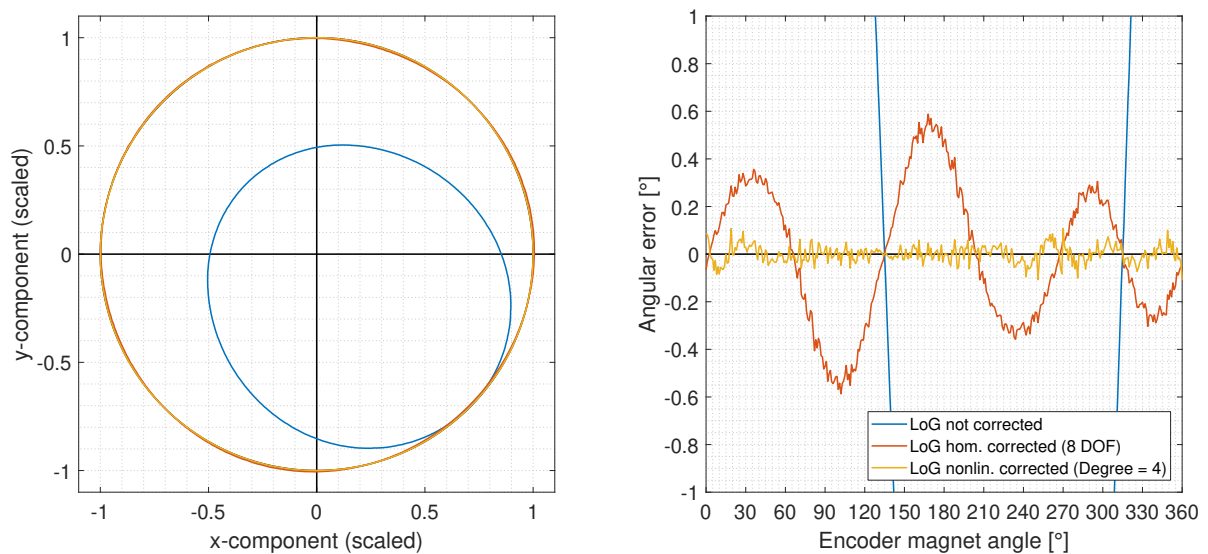 1
0.5
0
-0.5
-1
y-component (scaled)
-1
-0.5
0
0.5
1
x-component (scaled)
1
0.8
0.6
0.4
0.2
0
-0.2
-0.4
-0.6
-0.8
-1
Angular error [°]
LoG not corrected
LoG hom. corrected (8 DOF)
LoG nonlin. corrected (Degree = 4)
0 30 60 90 120 150 180 210 240 270 300 330 360
Encoder magnet angle [°]